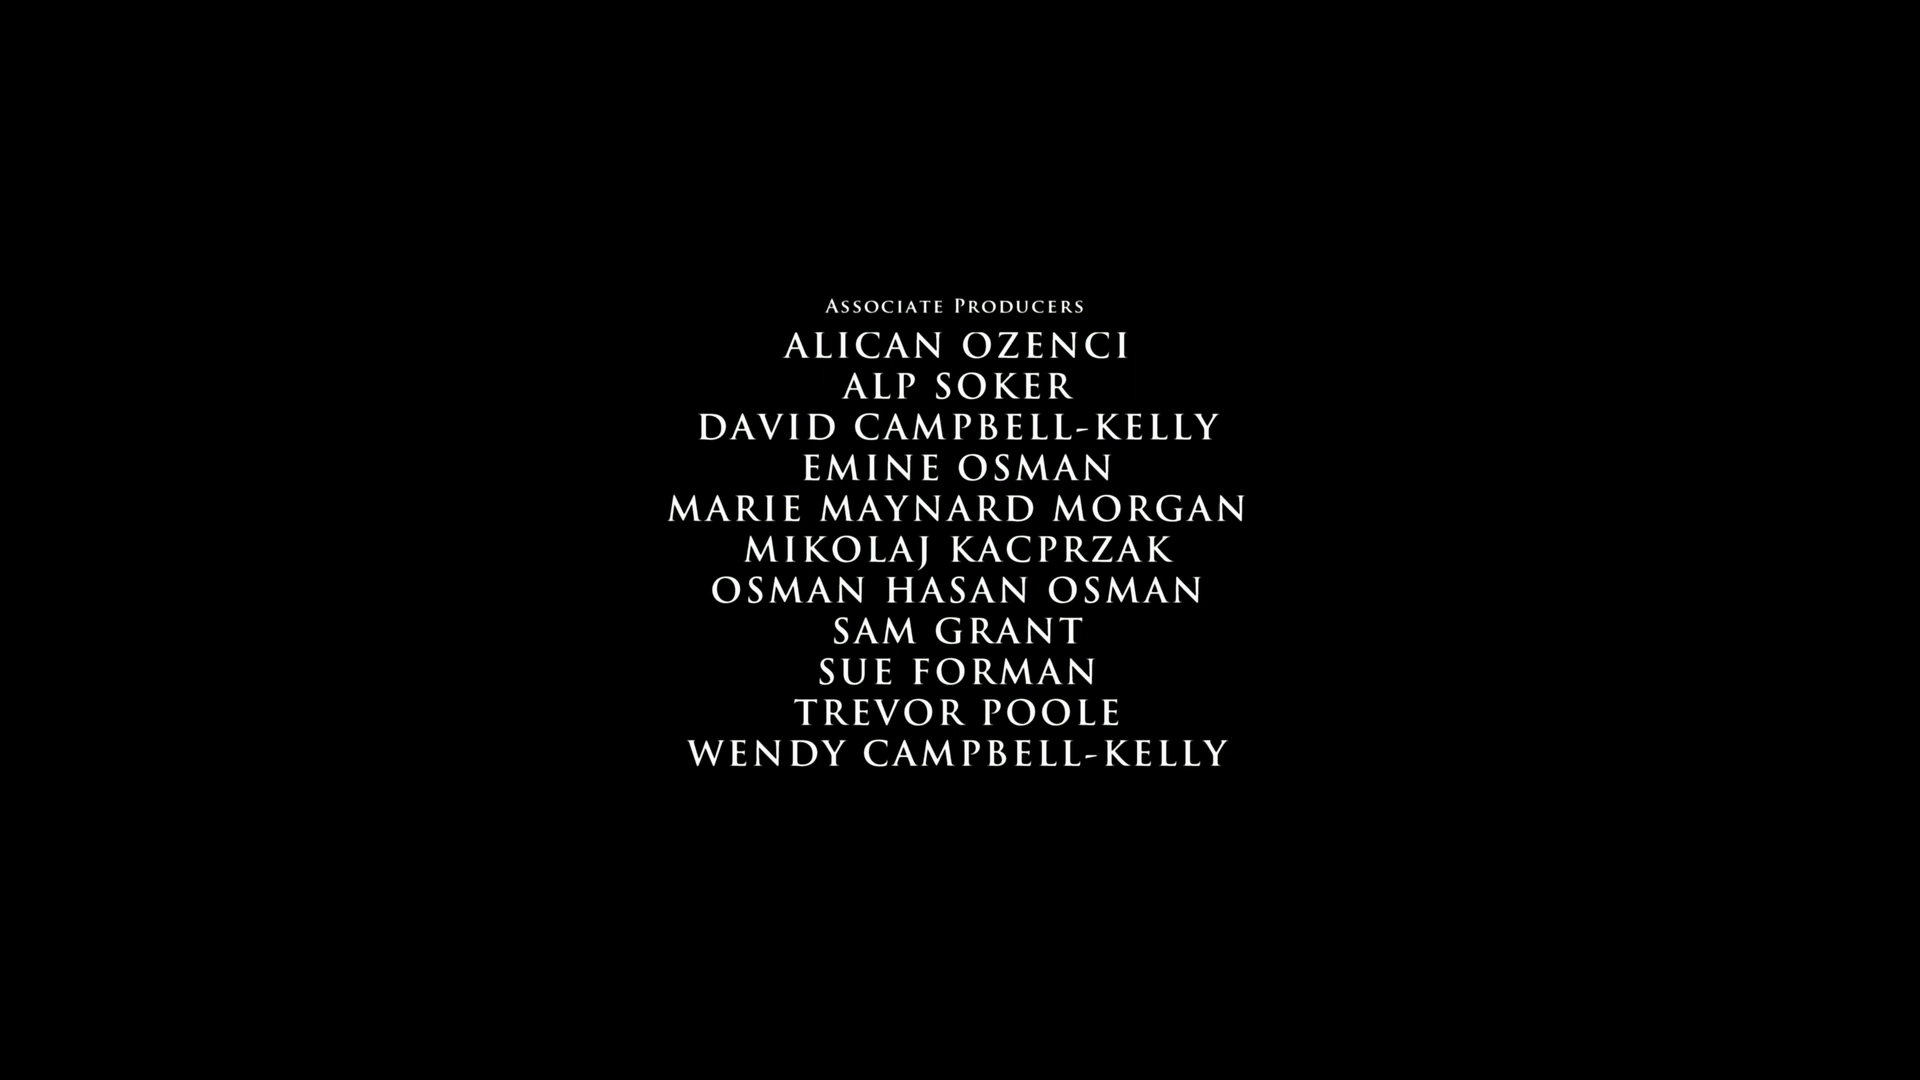 Associate Producers
ALICAN OZENCI
ALP SOKER
DAVID CAMPBELL-KELLY
EMINE OSMAN
MARIE MAYNARD MORGAN
MIKOLAJ KACPRZAK
OSMAN HASAN OSMAN
SAM GRANT
SUE FORMAN
TREVOR POOLE
WENDY CAMPBELL-KELLY